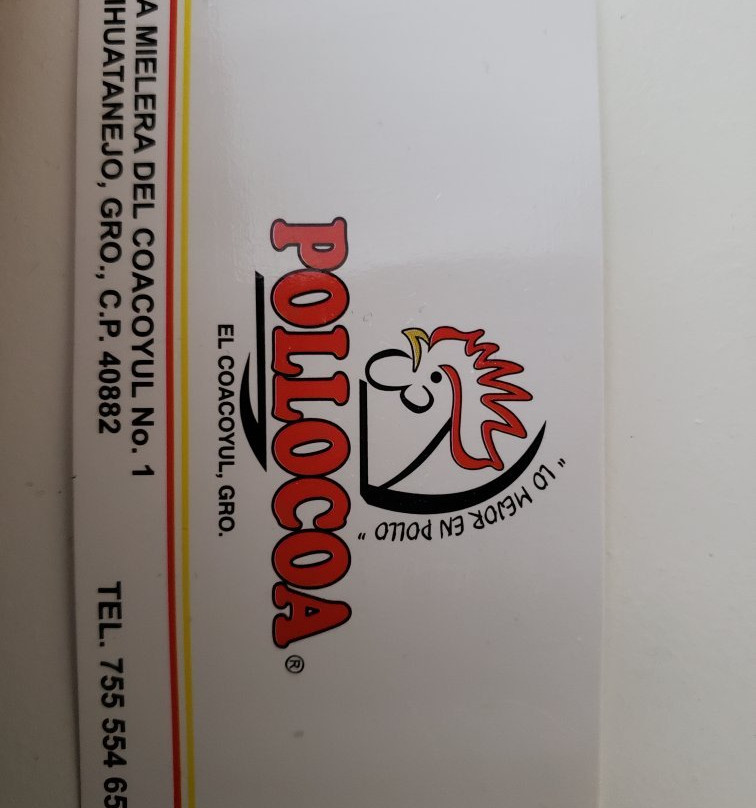 "LO MEJOR EN POLLO"
POLLOCOA®
EL COACOYUL, GRO.
A MIELERA DEL COACOYUL No. 1
IHUATANEJO, GRO., C.P. 40882
TEL. 755 554 65